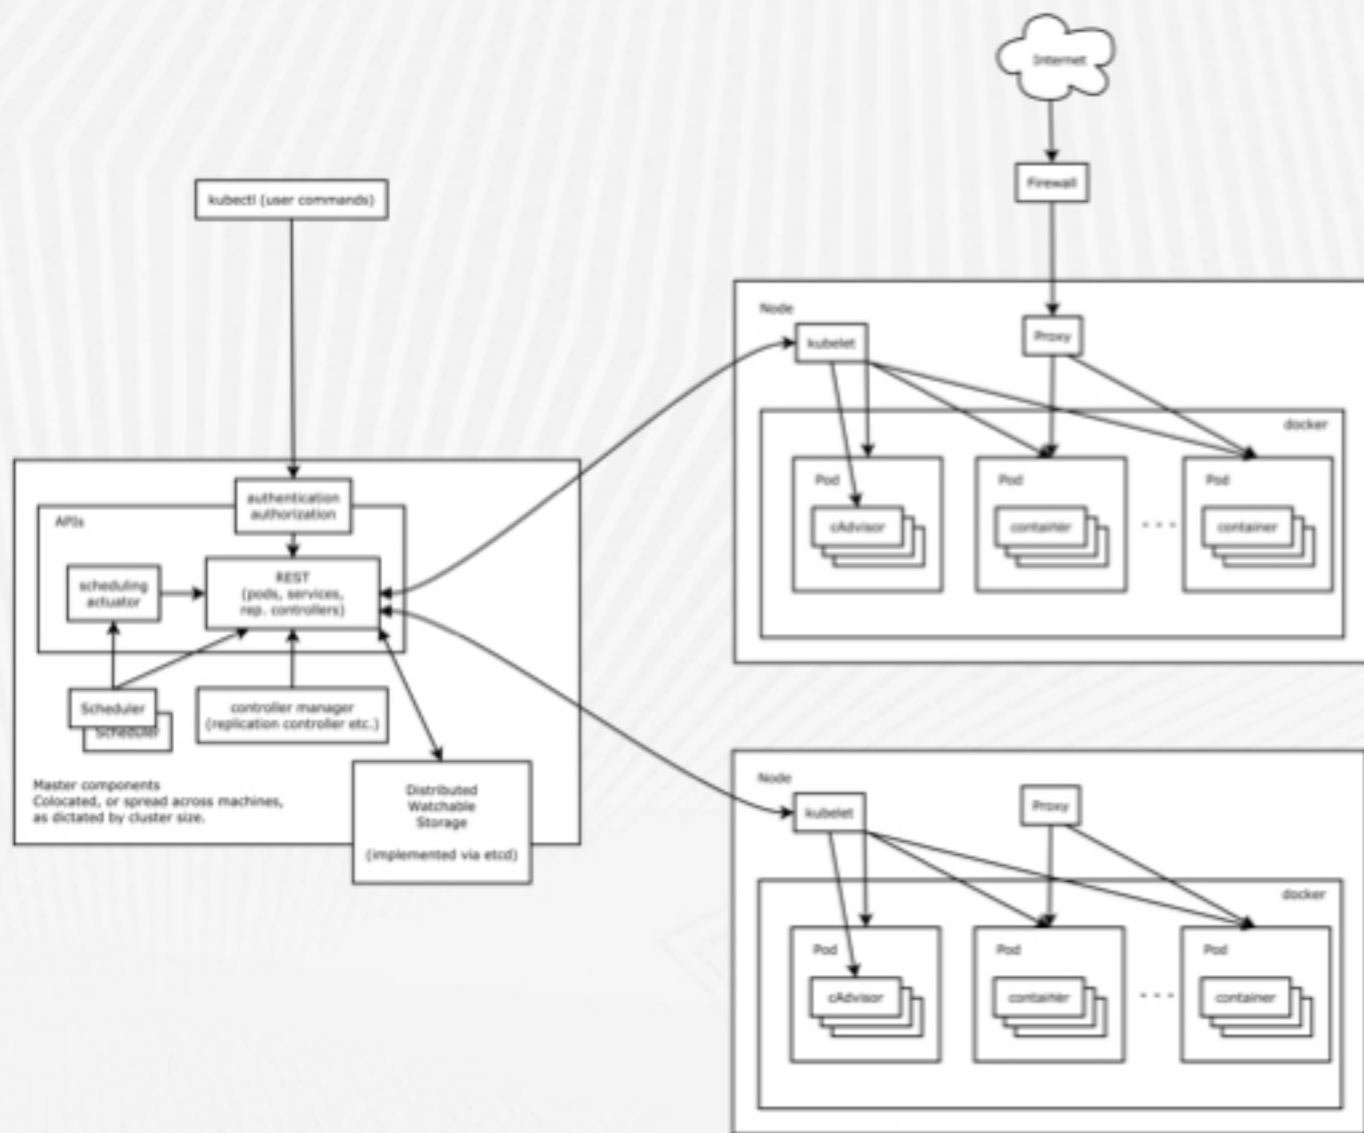 Internet
Firewall
kubectl (user commands)
authentication
authorization
APIs
scheduling
actuator
REST
(pods, services,
rep. controllers)
Scheduler
Scheduler
controller manager
(replication controller etc.)
Master components
Colocated, or spread across machines,
as dictated by cluster size.
Distributed
Watchable
Storage
(implemented via etcd)
Node
kubelet
Proxy
docker
Pod
cAdvisor
Pod
container
- - -
Pod
container
Node
kubelet
Proxy
docker
Pod
cAdvisor
Pod
container
- - -
Pod
container